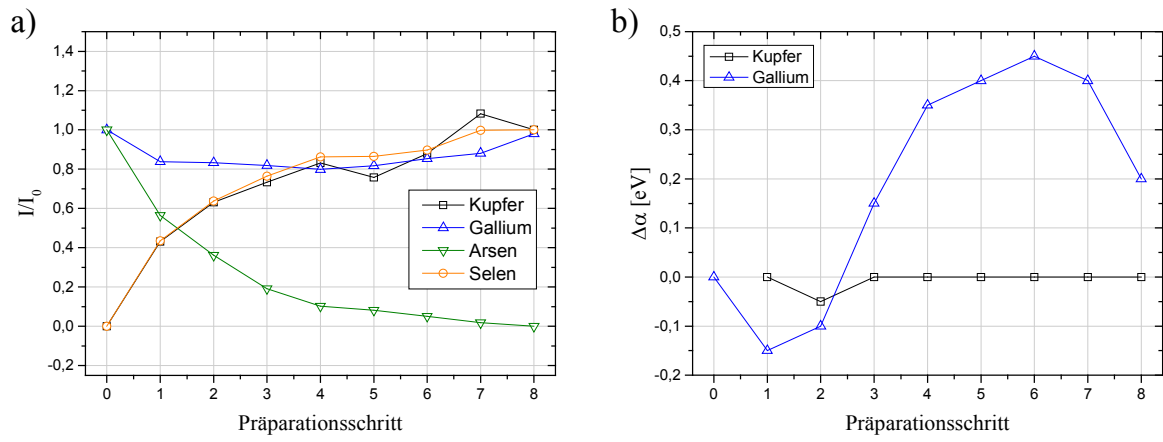 a)
1,4
1,2
1,0
0,8
0,6
0,4
0,2
0,0
-0,2
I/I0
Kupfer
Gallium
Arsen
Selen
0 1 2 3 4 5 6 7 8
Präparationsschritt
b)
0,5
0,4
0,3
0,2
0,1
0,0
-0,1
-0,2
Δα [eV]
Kupfer
Gallium
0 1 2 3 4 5 6 7 8
Präparationsschritt